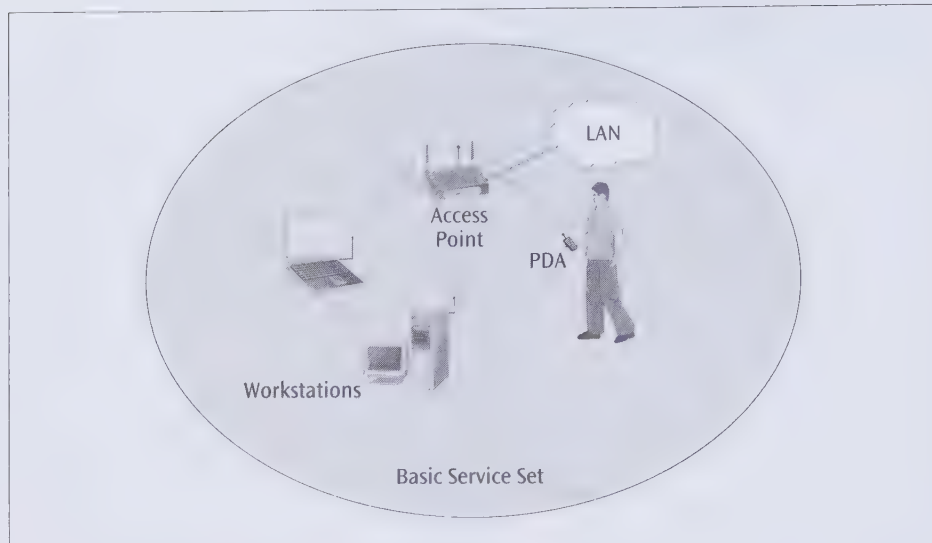 LAN
Access
Point
PDA
Workstations
Basic Service Set